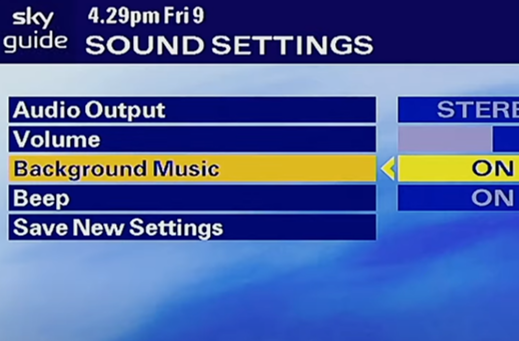 sky
guide
4.29pm Fri 9
SOUND SETTINGS
Audio Output
Volume
Background Music ON
Beep ON
Save New Settings